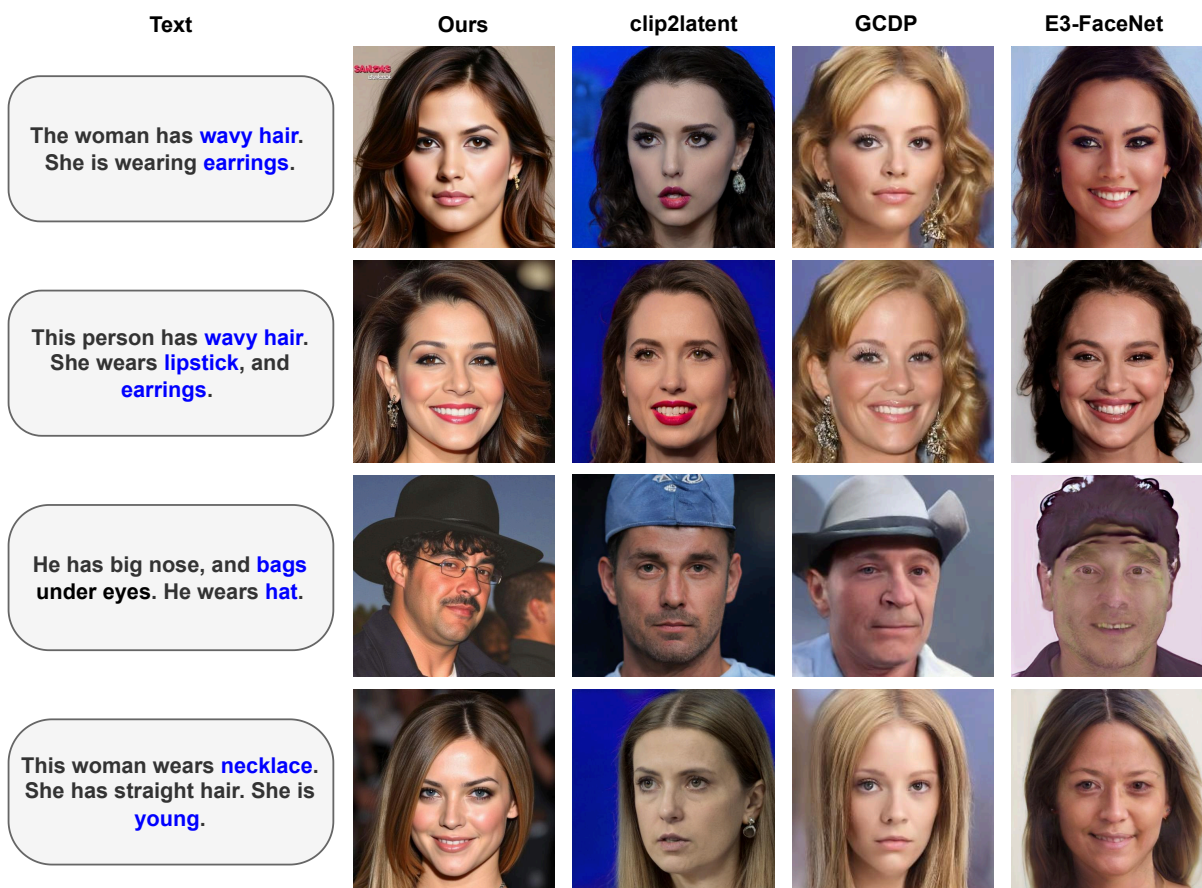 Text Ours clip2latent GCDP E3-FaceNet
The woman has wavy hair.
She is wearing earrings.
This person has wavy hair.
She wears lipstick, and
earrings.
He has big nose, and bags
under eyes. He wears hat.
This woman wears necklace.
She has straight hair. She is
young.